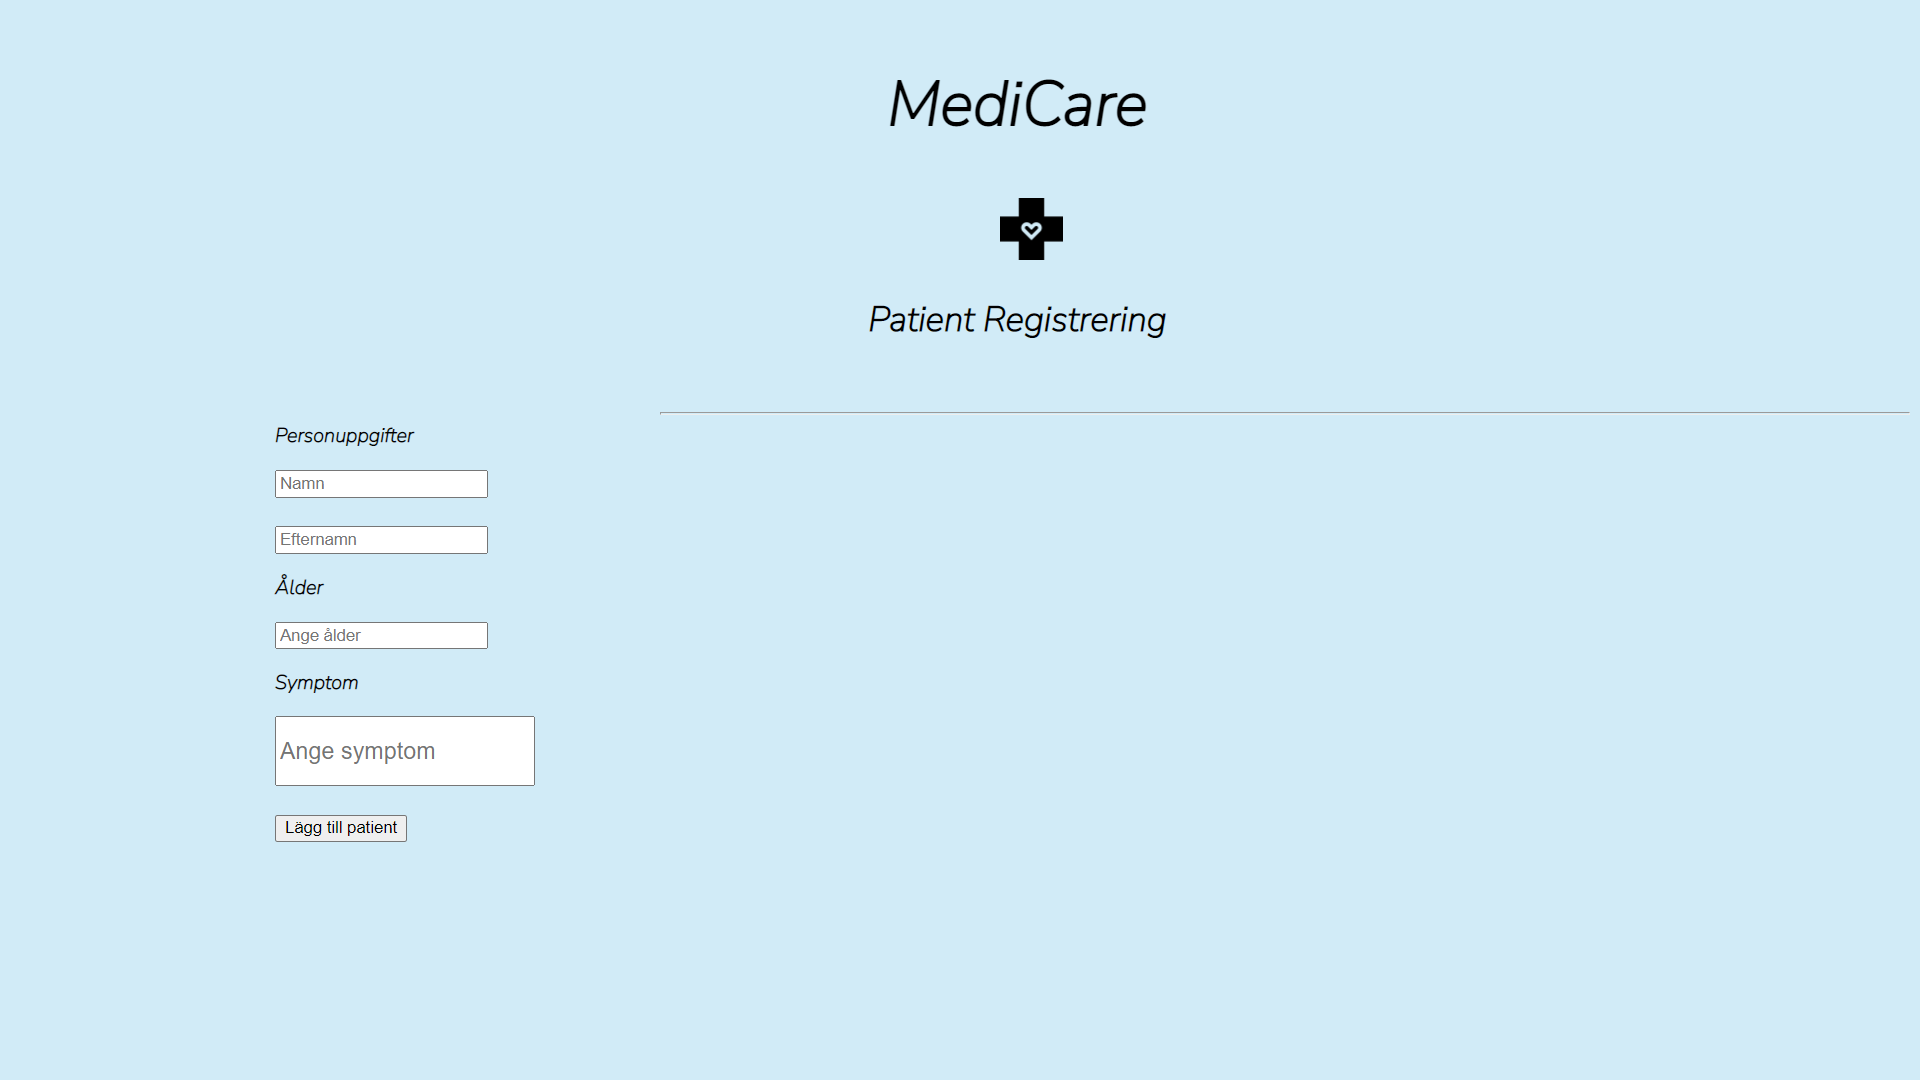 MediCare
Patient Registrering
Personuppgifter
Namn
Efternamn
Ålder
Ange ålder
Symptom
Ange symptom
Lägg till patient